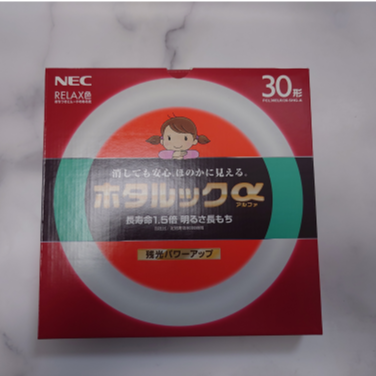 NEC
30形
RELAX色
消しても安心。ほのかに見える。
ホタルックα
アルファ
長寿命1.5倍 明るさ長もち
残光パワーアップ